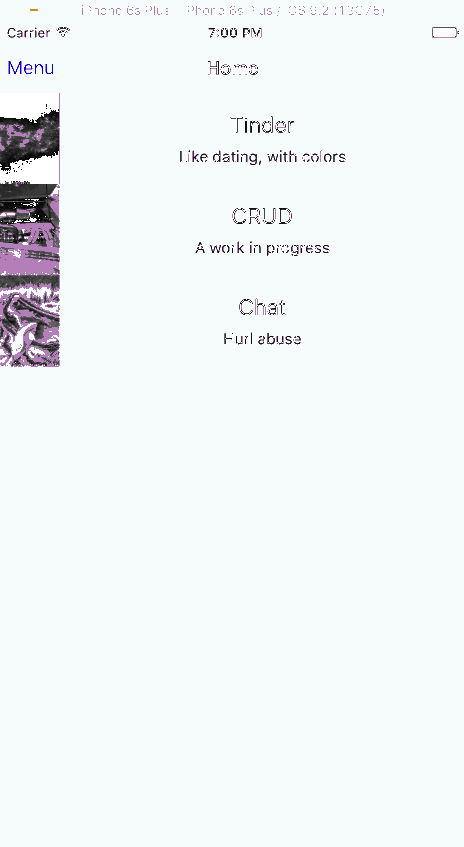 iPhone 6s Plus - iPhone 6s Plus / iOS 9.2 (13C75)
Carrier 7:00 PM
Menu Home
Tinder
Like dating, with colors
CRUD
A work in progress
Chat
Hurl abuse